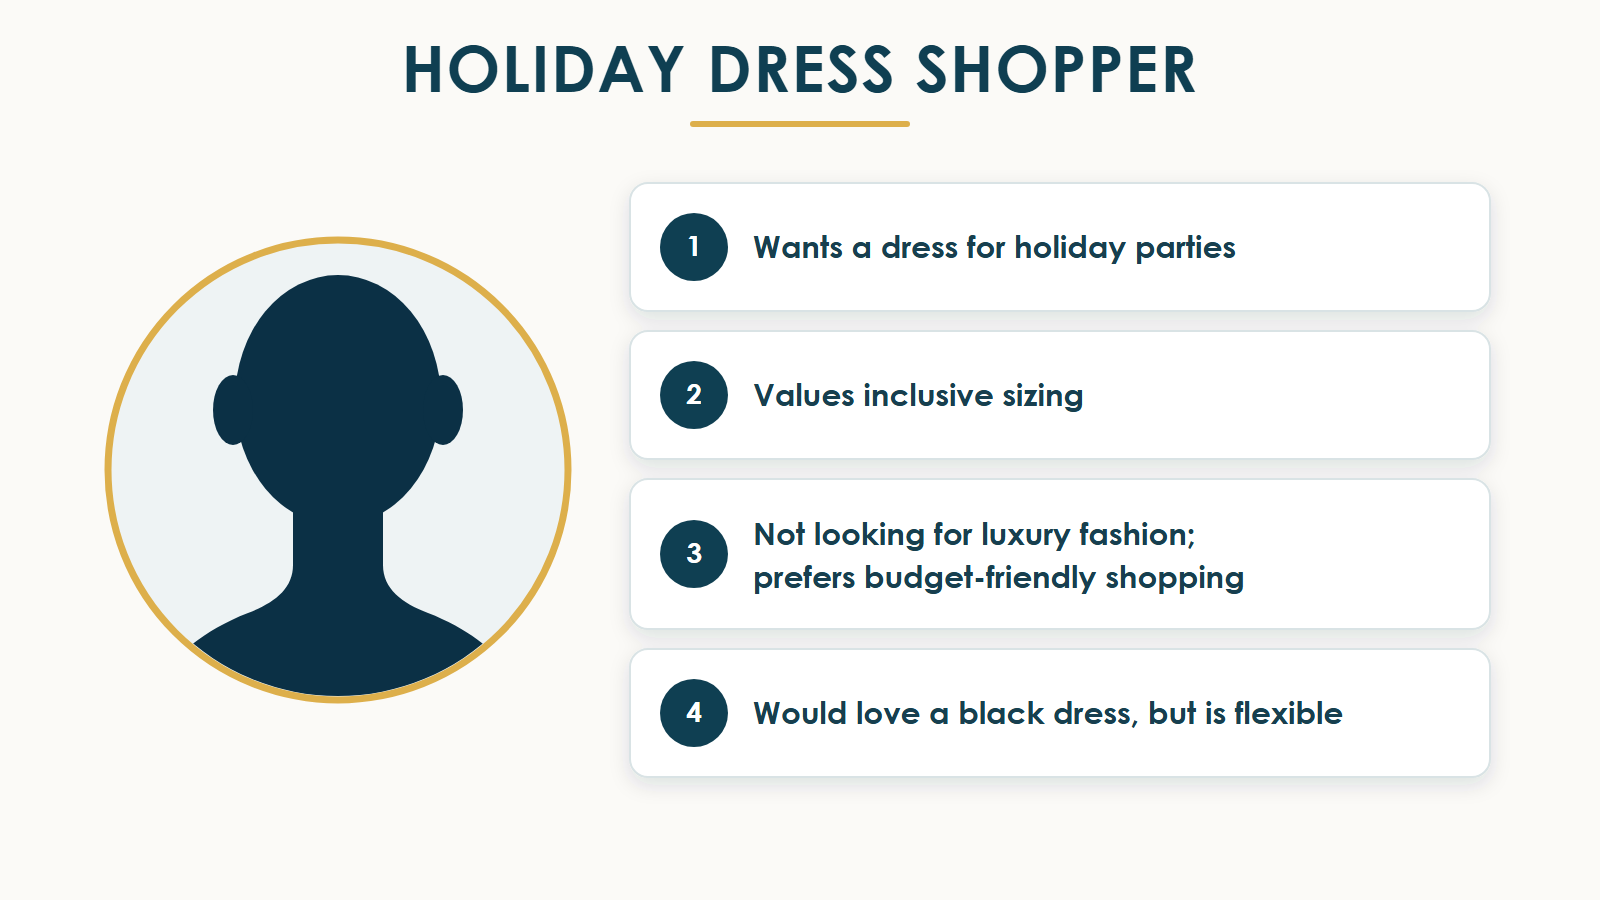 HOLIDAY DRESS SHOPPER
1 Wants a dress for holiday parties
2 Values inclusive sizing
3 Not looking for luxury fashion;
prefers budget-friendly shopping
4 Would love a black dress, but is flexible